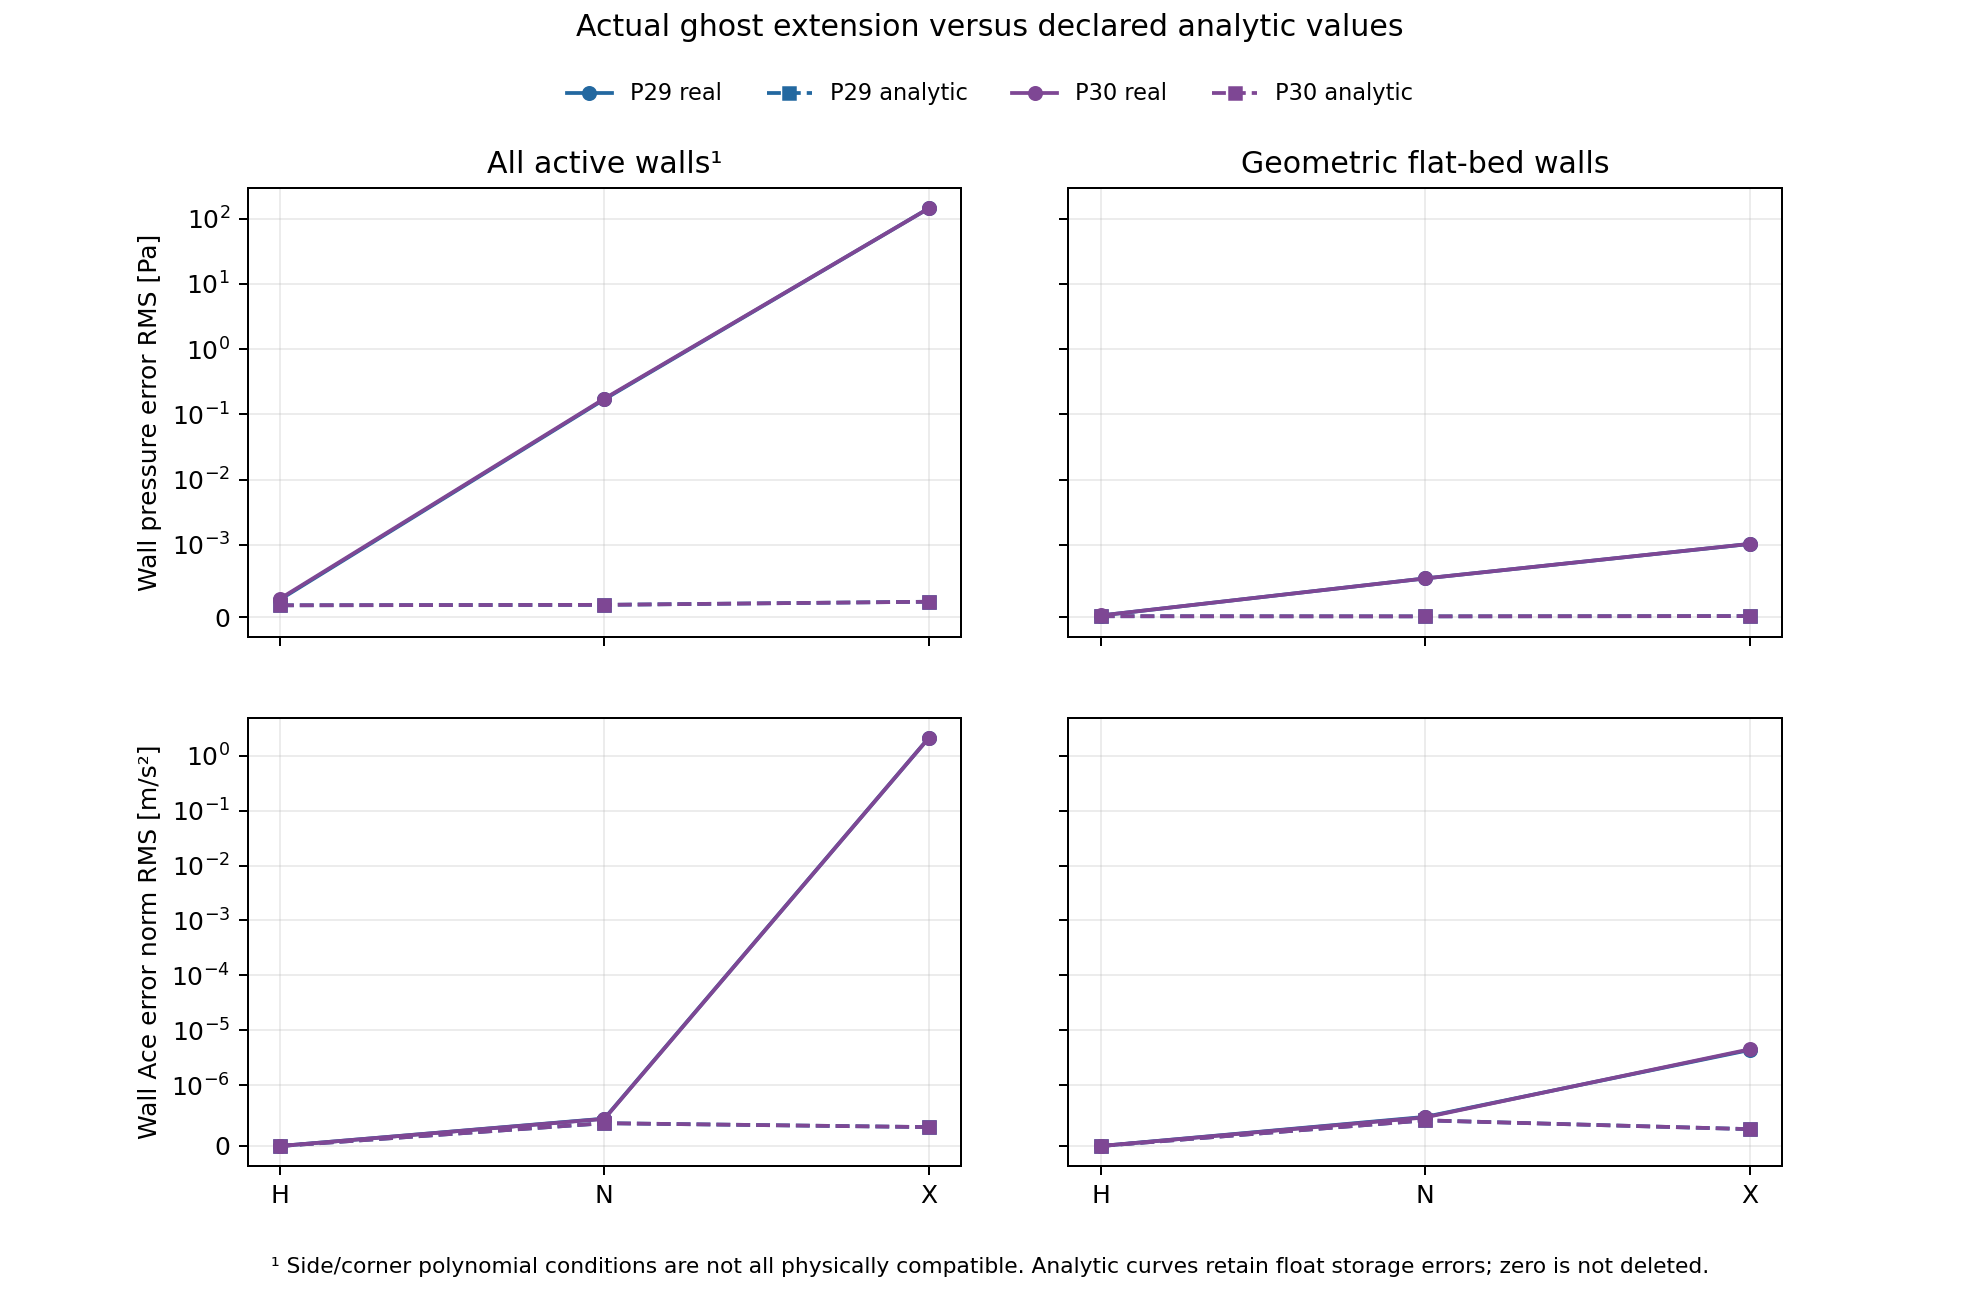 Actual ghost extension versus declared analytic values
P29 real P29 analytic P30 real P30 analytic
All active walls¹
Geometric flat-bed walls
Wall pressure error RMS [Pa]
10²
10¹
10⁰
10⁻¹
10⁻²
10⁻³
0
Wall Ace error norm RMS [m/s²]
10⁰
10⁻¹
10⁻²
10⁻³
10⁻⁴
10⁻⁵
10⁻⁶
0
H N X
H N X
¹ Side/corner polynomial conditions are not all physically compatible. Analytic curves retain float storage errors; zero is not deleted.